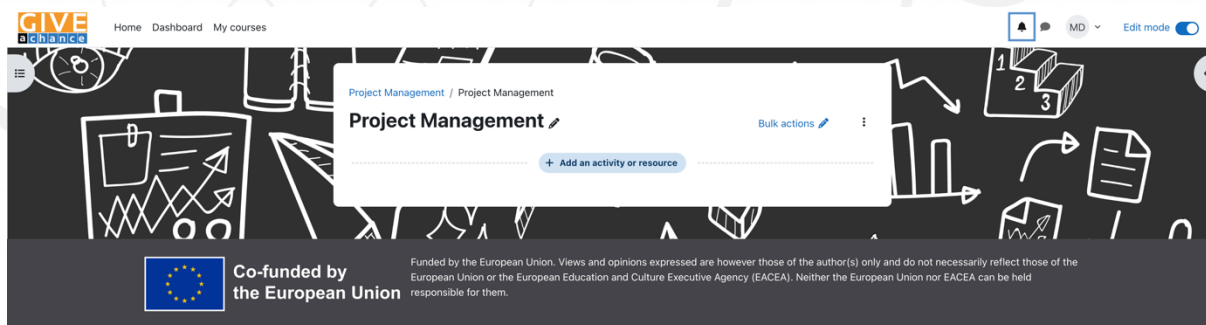 GIVE
a chance
Home Dashboard My courses
MD
Edit mode
Project Management / Project Management
Project Management
Bulk actions
+ Add an activity or resource
1
2
3
Co-funded by
the European Union
Funded by the European Union. Views and opinions expressed are however those of the author(s) only and do not necessarily reflect those of the
European Union or the European Education and Culture Executive Agency (EACEA). Neither the European Union nor EACEA can be held
responsible for them.